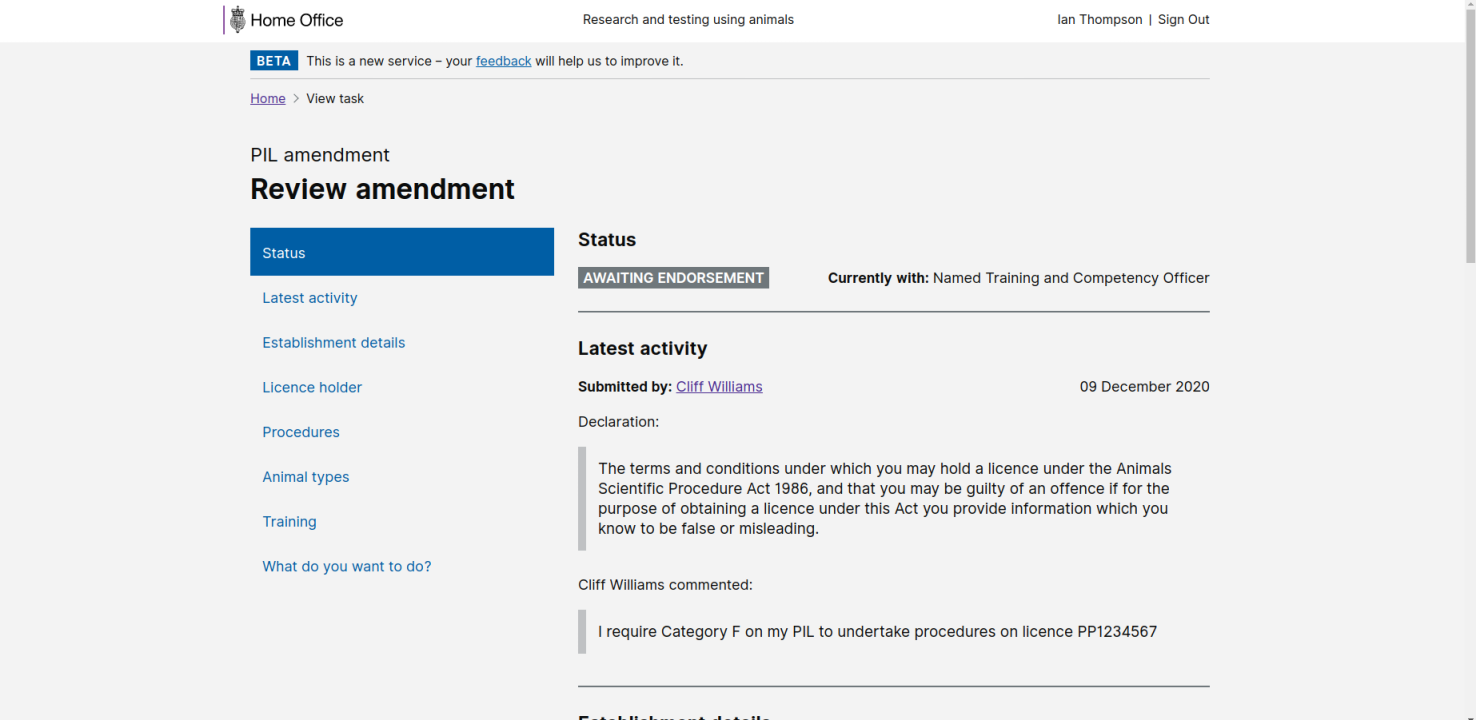 Home Office
Research and testing using animals
Ian Thompson | Sign Out
BETA This is a new service – your feedback will help us to improve it.
Home > View task
PIL amendment
Review amendment
Status
Latest activity
Establishment details
Licence holder
Procedures
Animal types
Training
What do you want to do?
Status
AWAITING ENDORSEMENT
Currently with: Named Training and Competency Officer
Latest activity
Submitted by: Cliff Williams
09 December 2020
Declaration:
The terms and conditions under which you may hold a licence under the Animals
Scientific Procedure Act 1986, and that you may be guilty of an offence if for the
purpose of obtaining a licence under this Act you provide information which you
know to be false or misleading.
Cliff Williams commented:
I require Category F on my PIL to undertake procedures on licence PP1234567
Establishment details